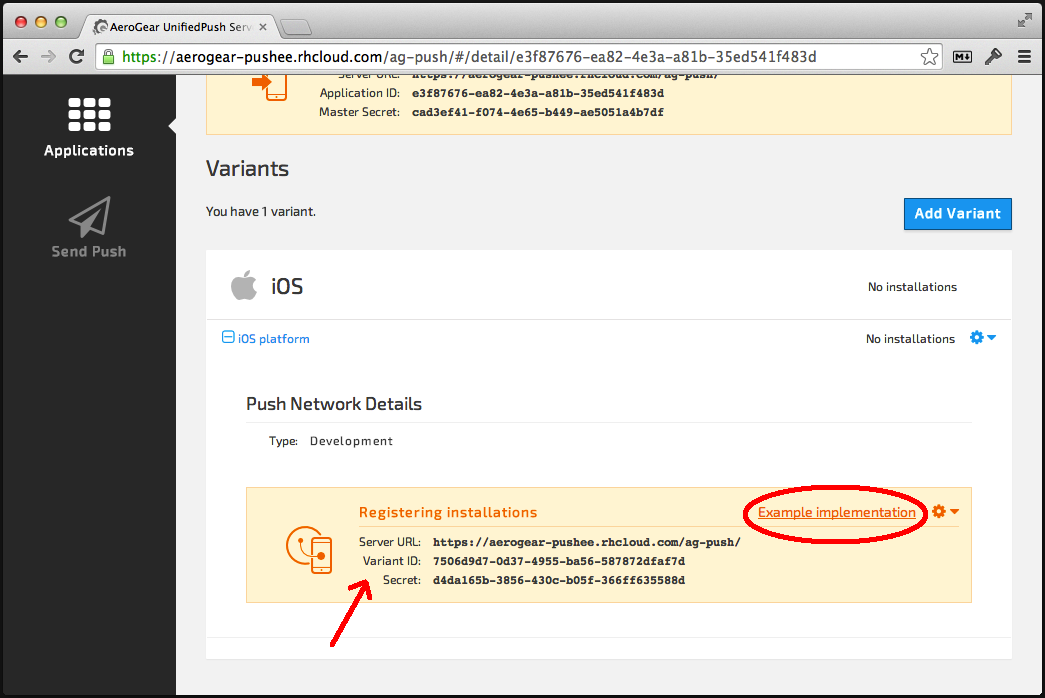 AeroGear UnifiedPush Serv
https://aerogear-pushee.rhcloud.com/ag-push/#/detail/e3f87676-ea82-4e3a-a81b-35ed541f483d
Applications
Send Push
Server URL: https://aerogear-pushee.rhcloud.com/ag-push/
Application ID: e3f87676-ea82-4e3a-a81b-35ed541f483d
Master Secret: cad3ef41-f074-4e65-b449-ae5051a4b7df
Variants
You have 1 variant.
Add Variant
iOS
No installations
iOS platform
No installations
Push Network Details
Type: Development
Registering installations
Example implementation
Server URL: https://aerogear-pushee.rhcloud.com/ag-push/
Variant ID: 7506d9d7-0d37-4955-ba56-587872dfaf7d
Secret: d4da165b-3856-430c-b05f-366ff635588d